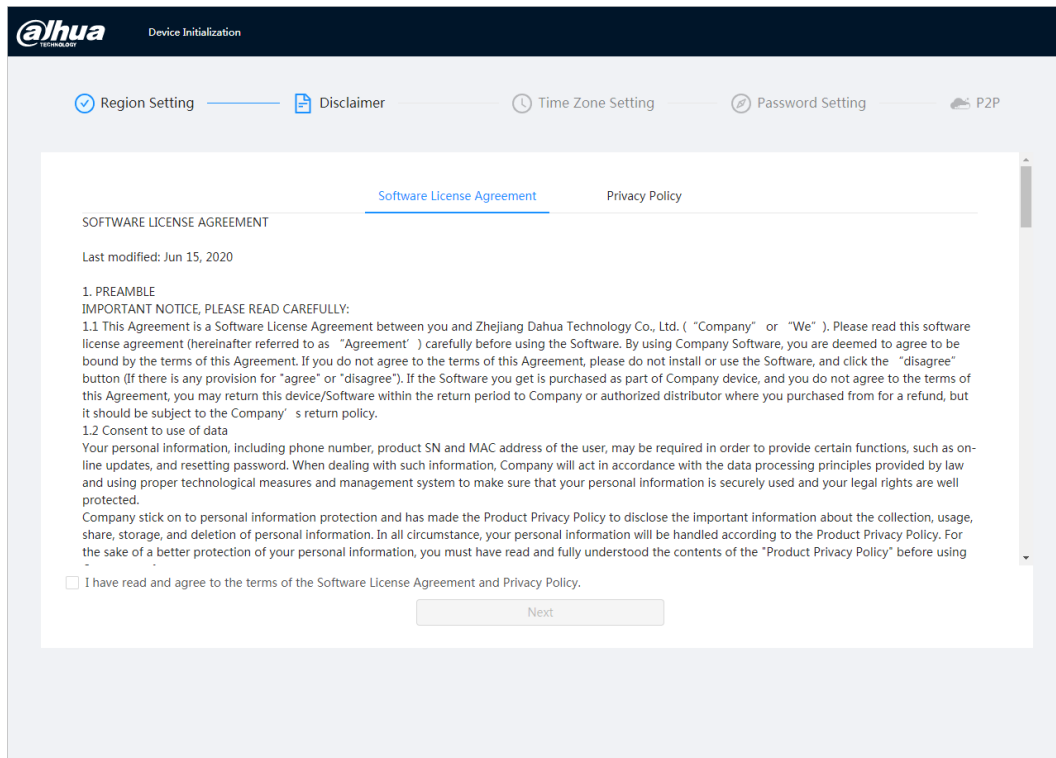 alhua
TECHNOLOGY
Device Initialization
Region Setting
Disclaimer
Time Zone Setting
Password Setting
P2P
Software License Agreement
Privacy Policy
SOFTWARE LICENSE AGREEMENT
Last modified: Jun 15, 2020
1. PREAMBLE
IMPORTANT NOTICE, PLEASE READ CAREFULLY:
1.1 This Agreement is a Software License Agreement between you and Zhejiang Dahua Technology Co., Ltd. ( “Company” or “We” ). Please read this software
license agreement (hereinafter referred to as “Agreement’ ) carefully before using the Software. By using Company Software, you are deemed to agree to be
bound by the terms of this Agreement. If you do not agree to the terms of this Agreement, please do not install or use the Software, and click the “disagree”
button (If there is any provision for "agree" or "disagree"). If the Software you get is purchased as part of Company device, and you do not agree to the terms of
this Agreement, you may return this device/Software within the return period to Company or authorized distributor where you purchased from for a refund, but
it should be subject to the Company’ s return policy.
1.2 Consent to use of data
Your personal information, including phone number, product SN and MAC address of the user, may be required in order to provide certain functions, such as on-
line updates, and resetting password. When dealing with such information, Company will act in accordance with the data processing principles provided by law
and using proper technological measures and management system to make sure that your personal information is securely used and your legal rights are well
protected.
Company stick on to personal information protection and has made the Product Privacy Policy to disclose the important information about the collection, usage,
share, storage, and deletion of personal information. In all circumstance, your personal information will be handled according to the Product Privacy Policy. For
the sake of a better protection of your personal information, you must have read and fully understood the contents of the "Product Privacy Policy" before using
I have read and agree to the terms of the Software License Agreement and Privacy Policy.
Next